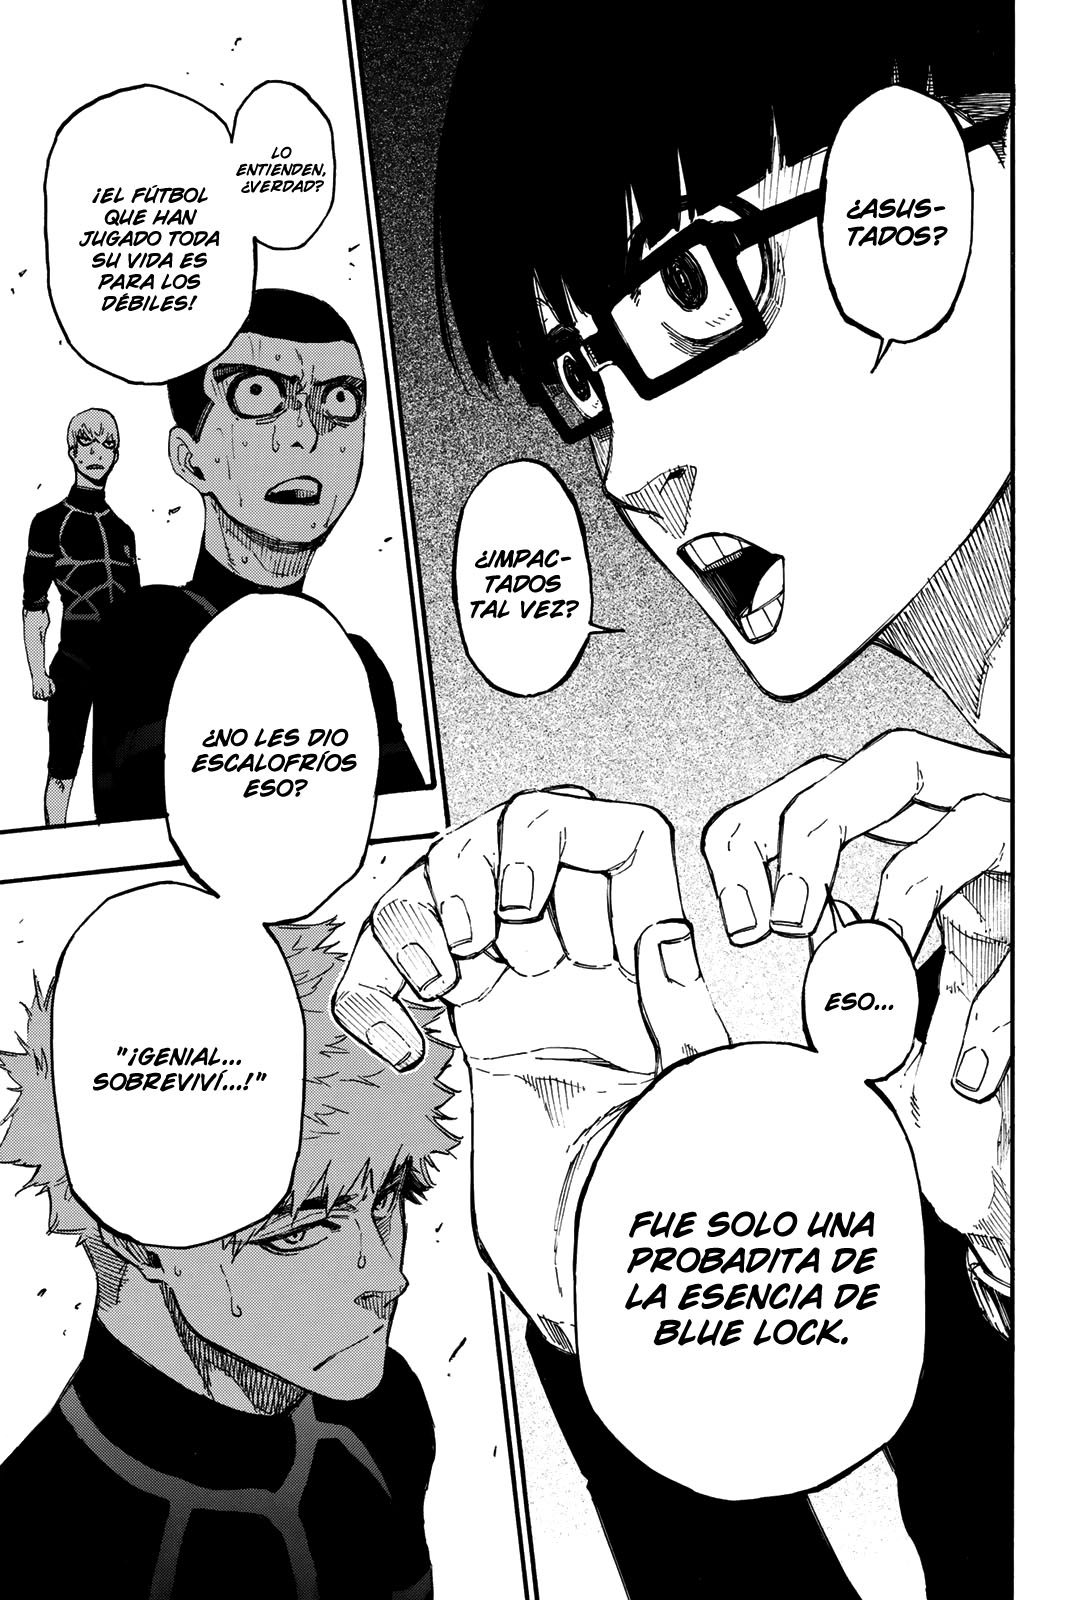 ¿ASUS-
TADOS?
¿IMPAC-
TADOS
TAL VEZ?
ESO...
FUE SOLO UNA
PROBADITA DE
LA ESENCIA DE
BLUE LOCK.
LO
ENTIENDEN,
¿VERDAD?
¡EL FÚTBOL
QUE HAN
JUGADO TODA
SU VIDA ES
PARA LOS
DÉBILES!
¿NO LES DIO
ESCALOFRÍOS
ESO?
"¡GENIAL...
SOBREVIVÍ...!"